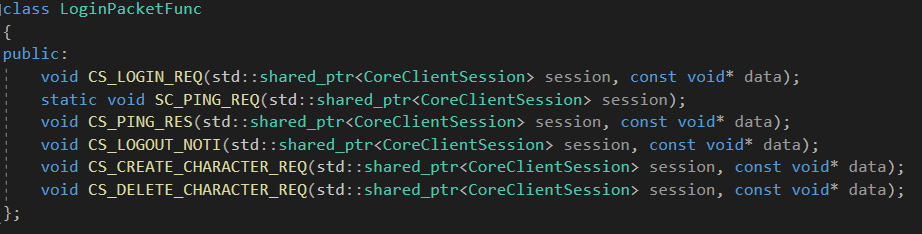 class LoginPacketFunc
{
public:
void CS_LOGIN_REQ(std::shared_ptr<CoreClientSession> session, const void* data);
static void SC_PING_REQ(std::shared_ptr<CoreClientSession> session);
void CS_PING_RES(std::shared_ptr<CoreClientSession> session, const void* data);
void CS_LOGOUT_NOTI(std::shared_ptr<CoreClientSession> session, const void* data);
void CS_CREATE_CHARACTER_REQ(std::shared_ptr<CoreClientSession> session, const void* data);
void CS_DELETE_CHARACTER_REQ(std::shared_ptr<CoreClientSession> session, const void* data);
};